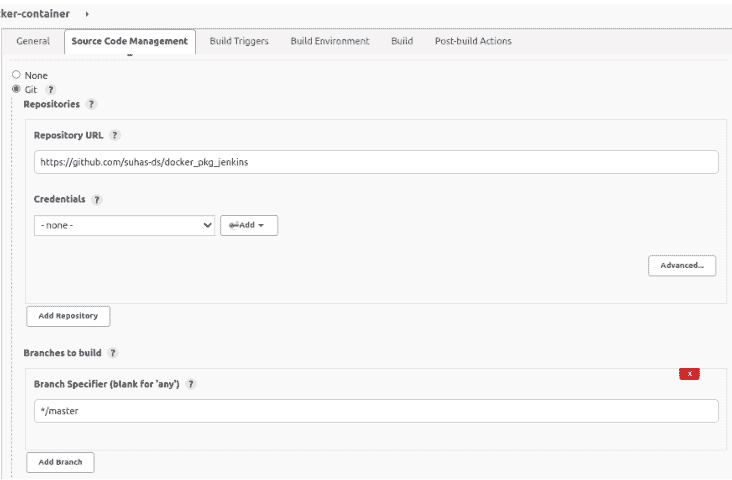 ker-container
General Source Code Management Build Triggers Build Environment Build Post-build Actions
None
Git ?
Repositories ?
Repository URL ?
https://github.com/suhas-ds/docker_pkg_jenkins
Credentials ?
- none - Add
Advanced...
Add Repository
Branches to build ?
X
Branch Specifier (blank for 'any') ?
*/master
Add Branch